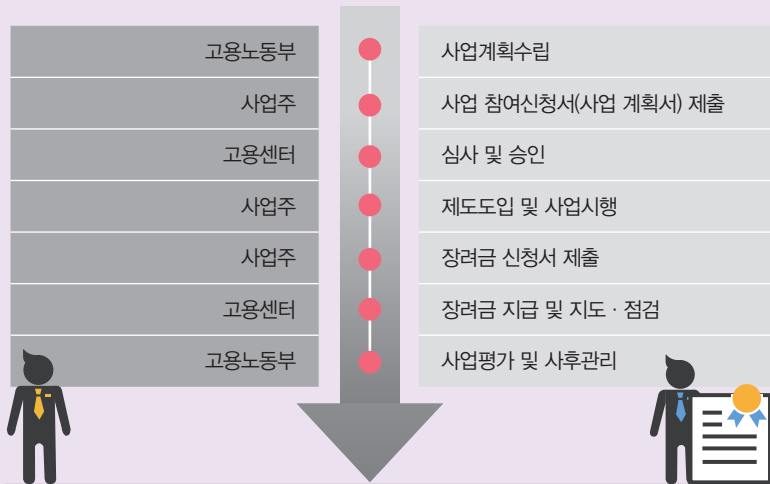 고용노동부 사업계획수립
사업주 사업 참여신청서(사업 계획서) 제출
고용센터 심사 및 승인
사업주 제도도입 및 사업시행
사업주 장려금 신청서 제출
고용센터 장려금 지급 및 지도 · 점검
고용노동부 사업평가 및 사후관리